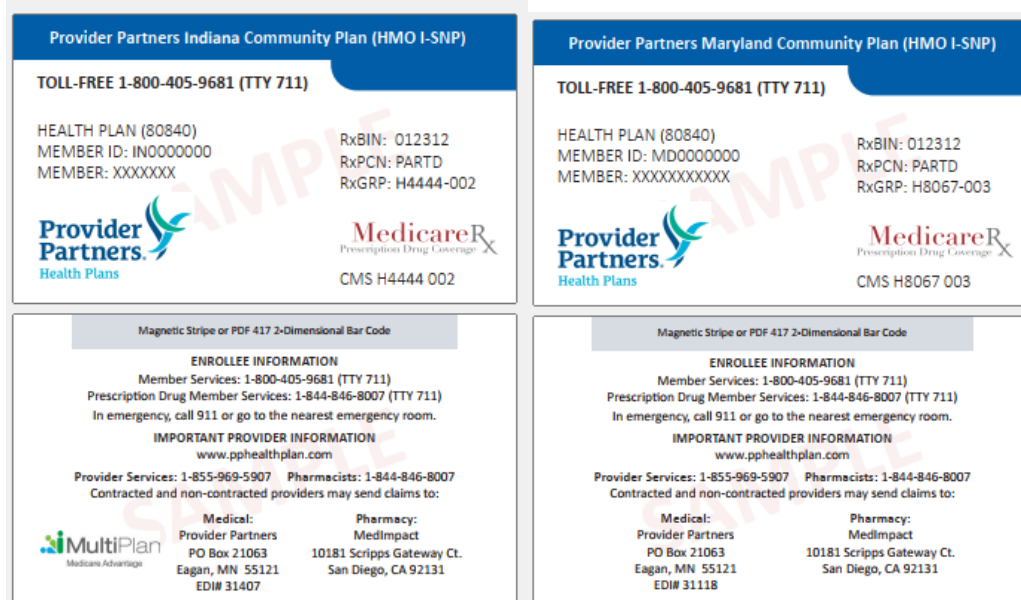 Provider Partners Indiana Community Plan (HMO I-SNP)
TOLL-FREE 1-800-405-9681 (TTY 711)
HEALTH PLAN (80840)
MEMBER ID: IN0000000
MEMBER: XXXXXXX
RxBIN: 012312
RxPCN: PARTD
RxGRP: H4444-002
SAMPLE
Provider
Partners.
Health Plans
MedicareRx
Prescription Drug Coverage
X
CMS H4444 002
Magnetic Stripe or PDF 417 2-Dimensional Bar Code
ENROLLEE INFORMATION
Member Services: 1-800-405-9681 (TTY 711)
Prescription Drug Member Services: 1-844-846-8007 (TTY 711)
In emergency, call 911 or go to the nearest emergency room.
IMPORTANT PROVIDER INFORMATION
www.pphealthplan.com
Provider Services: 1-855-969-5907 Pharmacists: 1-844-846-8007
Contracted and non-contracted providers may send claims to:
SAMPLE
MultiPlan
Medicare Advantage
Medical:
Provider Partners
PO Box 21063
Eagan, MN 55121
EDI# 31407
Pharmacy:
MedImpact
10181 Scripps Gateway Ct.
San Diego, CA 92131
Provider Partners Maryland Community Plan (HMO I-SNP)
TOLL-FREE 1-800-405-9681 (TTY 711)
HEALTH PLAN (80840)
MEMBER ID: MD0000000
MEMBER: XXXXXXXXXXX
RxBIN: 012312
RxPCN: PARTD
RxGRP: H8067-003
SAMPLE
Provider
Partners.
Health Plans
MedicareRx
Prescription Drug Coverage
CMS H8067 003
Magnetic Stripe or PDF 417 2-Dimensional Bar Code
ENROLLEE INFORMATION
Member Services: 1-800-405-9681 (TTY 711)
Prescription Drug Member Services: 1-844-846-8007 (TTY 711)
In emergency, call 911 or go to the nearest emergency room.
IMPORTANT PROVIDER INFORMATION
www.pphealthplan.com
Provider Services: 1-855-969-5907 Pharmacists: 1-844-846-8007
Contracted and non-contracted providers may send claims to:
SAMPLE
Medical:
Provider Partners
PO Box 21063
Eagan, MN 55121
EDI# 31118
Pharmacy:
MedImpact
10181 Scripps Gateway Ct.
San Diego, CA 92131